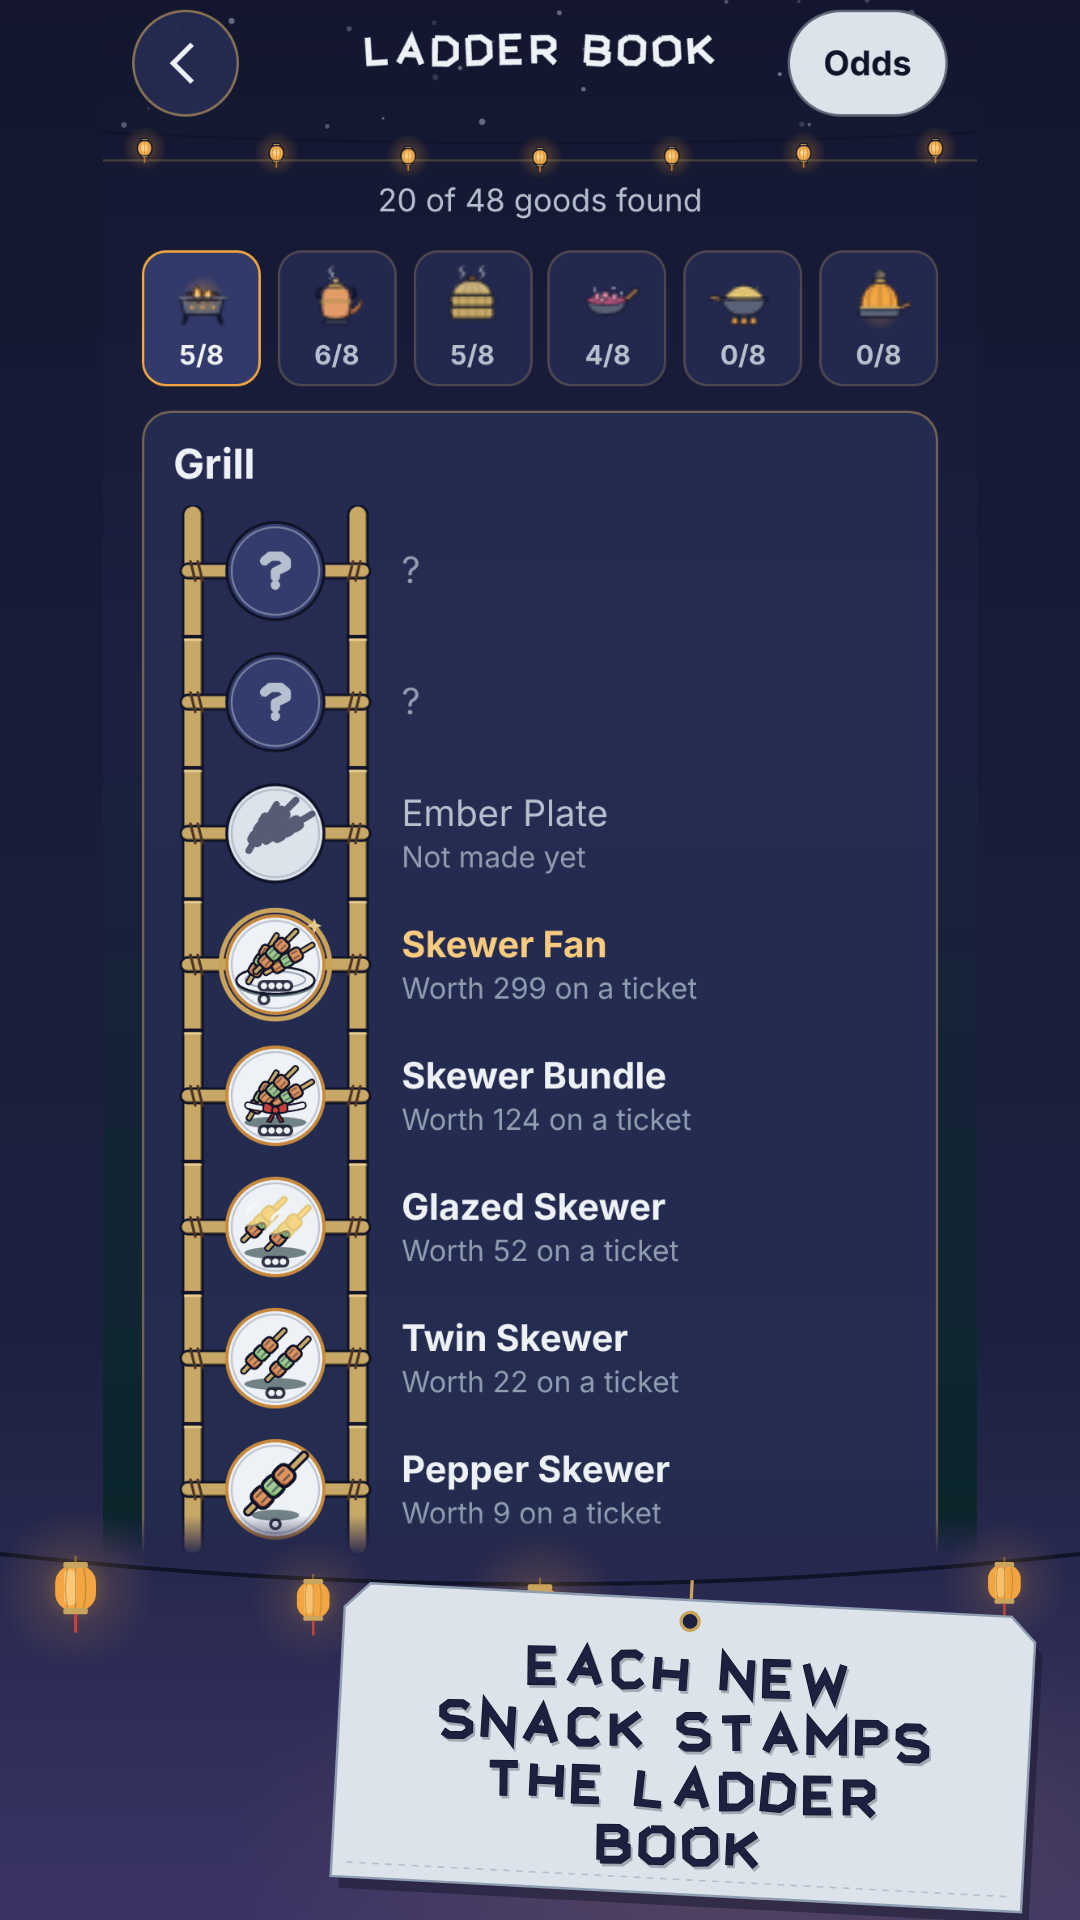 LADDER BOOK
Odds
20 of 48 goods found
5/8
6/8
5/8
4/8
0/8
0/8
Grill
?
?
?
?
Ember Plate
Not made yet
Skewer Fan
Worth 299 on a ticket
Skewer Bundle
Worth 124 on a ticket
Glazed Skewer
Worth 52 on a ticket
Twin Skewer
Worth 22 on a ticket
Pepper Skewer
Worth 9 on a ticket
EACH NEW
SNACK STAMPS
THE LADDER
BOOK